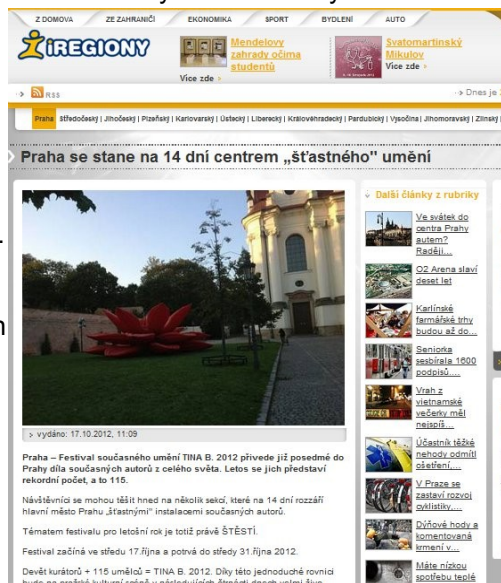 Z DOMOVA ZE ZAHRANIČÍ EKONOMIKA SPORT BYDLENÍ AUTO
iREGIONY
Mendelovy zahrady očima studentů
Více zde ›
Svatomartinský Mikulov
Více zde ›
RSS
Dnes je
Praha | Středočeský | Jihočeský | Plzeňský | Karlovarský | Ústecký | Liberecký | Královéhradecký | Pardubický | Vysočina | Jihomoravský | Zlínský |
Praha se stane na 14 dní centrem „šťastného" umění
› vydáno: 17.10.2012, 11:09
Praha – Festival současného umění TINA B. 2012 přivede již posedmé do
Prahy díla současných autorů z celého světa. Letos se jich představí
rekordní počet, a to 115.
Návštěvníci se mohou těšit hned na několik sekcí, které na 14 dní rozzáří
hlavní město Prahu „šťastnými" instalacemi současných autorů.
Tématem festivalu pro letošní rok je totiž právě ŠTĚSTÍ.
Festival začíná ve středu 17.října a potrvá do středy 31.října 2012.
Devět kurátorů + 115 umělců = TINA B. 2012. Díky této jednoduché rovnici
Další články z rubriky
Ve svátek do
centra Prahy
autem?
Raději...
O2 Arena slaví
deset let
Karlínské
farmářské trhy
budou až do...
Seniorka
sesbírala 1600
podpisů,...
Vrah z
vietnamské
večerky měl
nejspíš...
Účastník těžké
nehody odmítl
ošetření,...
V Praze se
zastaví rozvoj
cyklistiky,...
Dýňové hody a
komentovaná
krmení v...
Máte nízkou
spotřebu teplé